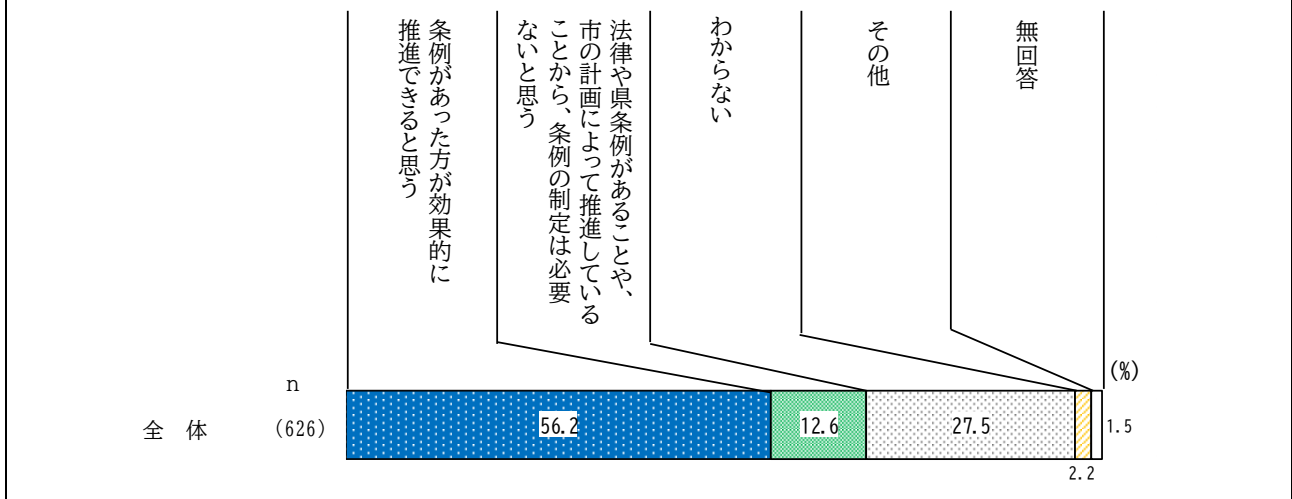 条例があった方が効果的に
推進できると思う
法律や県条例があることや、
市の計画によって推進している
ことから、条例の制定は必要
ないと思う
わからない
その他
無回答
(%)
n
全 体 (626)
56.2
12.6
27.5
2.2
1.5